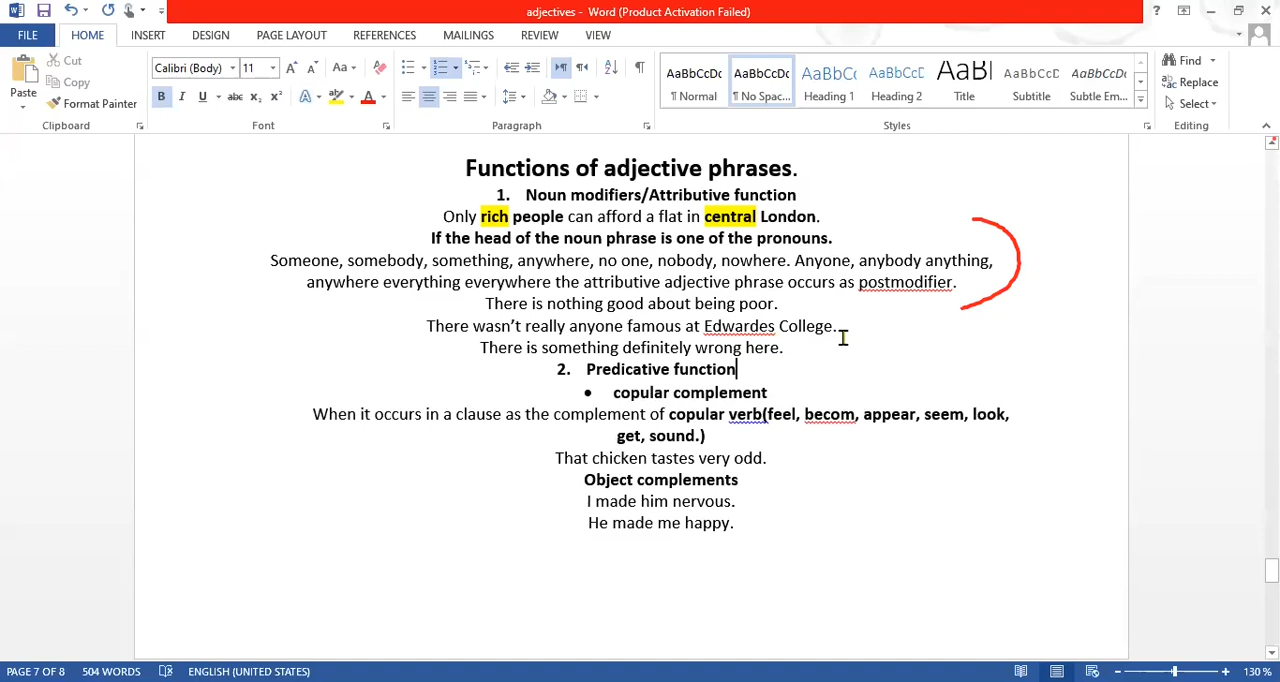 adjectives - Word (Product Activation Failed)
FILE HOME INSERT DESIGN PAGE LAYOUT REFERENCES MAILINGS REVIEW VIEW
Paste
Cut
Copy
Format Painter
Calibri (Body) 11
AaBbCcDc AaBbCcDc AaBbCc AaBbCcE AaBl AaBbCcD AaBbCcDc
¶ Normal ¶ No Spac... Heading 1 Heading 2 Title Subtitle Subtle Em...
Find
Replace
Select
Clipboard Font Paragraph Styles Editing
Functions of adjective phrases.
1. Noun modifiers/Attributive function
Only rich people can afford a flat in central London.
If the head of the noun phrase is one of the pronouns.
Someone, somebody, something, anywhere, no one, nobody, nowhere. Anyone, anybody anything,
anywhere everything everywhere the attributive adjective phrase occurs as postmodifier.
There is nothing good about being poor.
There wasn't really anyone famous at Edwardes College.
There is something definitely wrong here.
2. Predicative function
• copular complement
When it occurs in a clause as the complement of copular verb(feel, becom, appear, seem, look,
get, sound.)
That chicken tastes very odd.
Object complements
I made him nervous.
He made me happy.
PAGE 7 OF 8 504 WORDS ENGLISH (UNITED STATES) 130 %